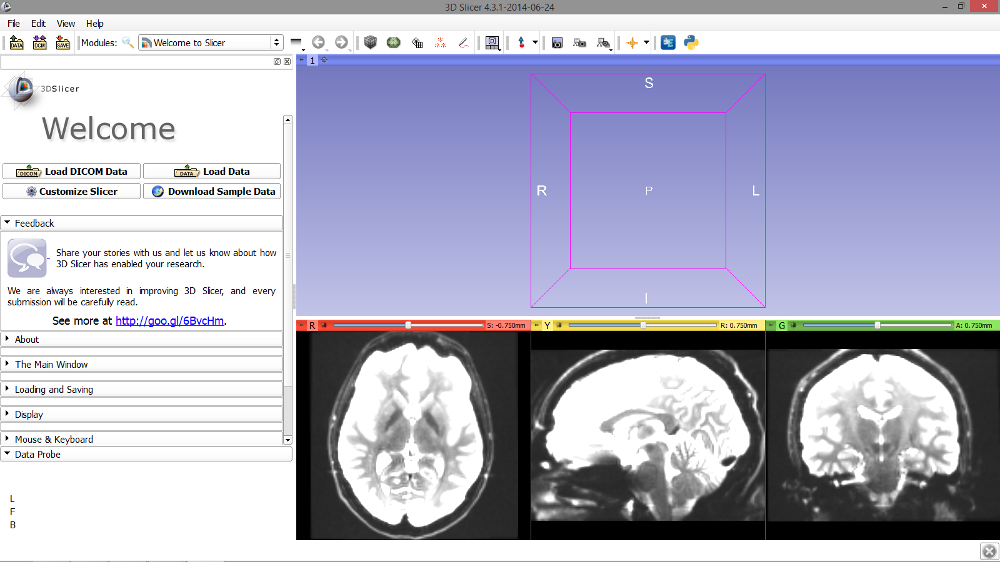 3D Slicer 4.3.1-2014-06-24
File Edit View Help
DATA DCM SAVE Modules: Welcome to Slicer
1
3DSlicer
Welcome
DICOM Load DICOM Data
DATA Load Data
Customize Slicer
Download Sample Data
Feedback
Share your stories with us and let us know about how
3D Slicer has enabled your research.
We are always interested in improving 3D Slicer, and every
submission will be carefully read.
See more at http://goo.gl/6BvcHm.
About
The Main Window
Loading and Saving
Display
Mouse & Keyboard
Data Probe
L
F
B
S
R
P
L
I
R S: -0.750mm
Y R: 0.750mm
G A: 0.750mm